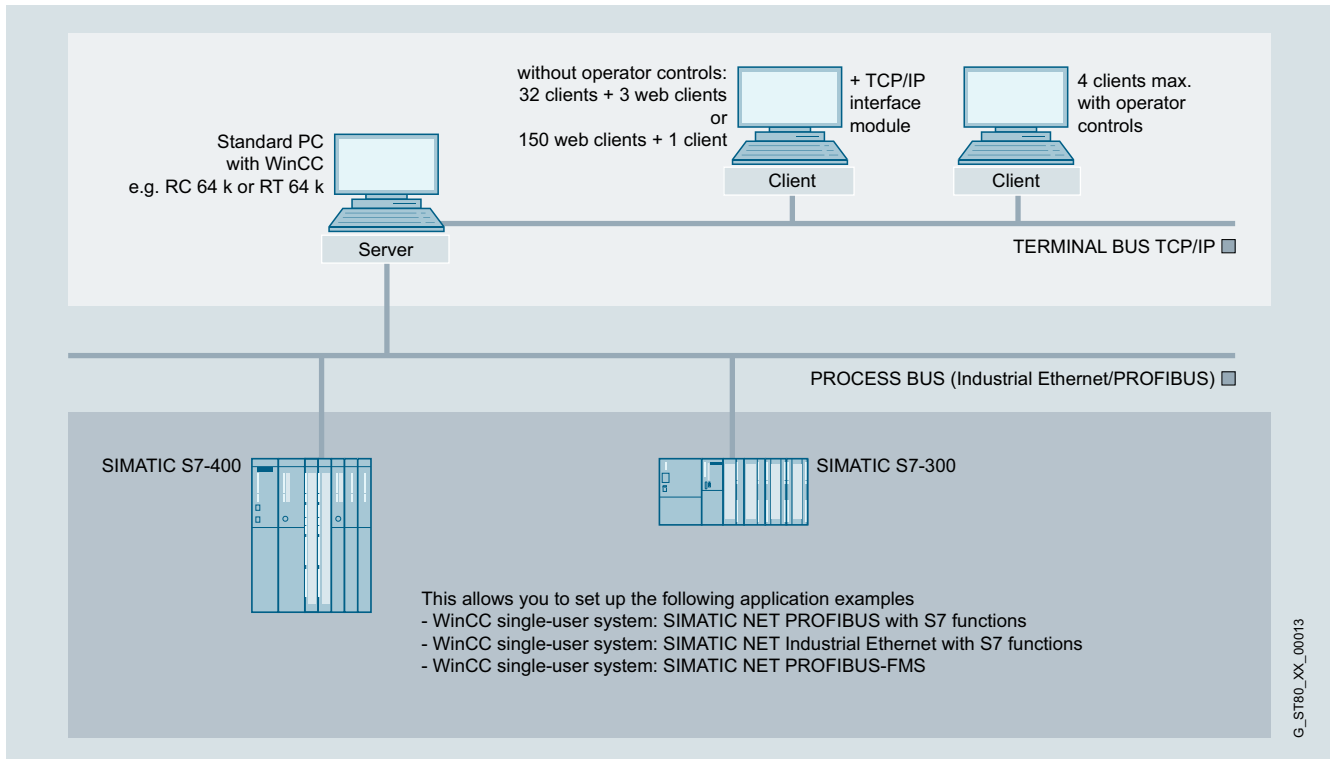 without operator controls:
32 clients + 3 web clients
or
150 web clients + 1 client
+ TCP/IP
interface
module
4 clients max.
with operator
controls
Standard PC
with WinCC
e.g. RC 64 k or RT 64 k
Client
Client
Server
TERMINAL BUS TCP/IP
PROCESS BUS (Industrial Ethernet/PROFIBUS)
SIMATIC S7-400
SIMATIC S7-300
This allows you to set up the following application examples
- WinCC single-user system: SIMATIC NET PROFIBUS with S7 functions
- WinCC single-user system: SIMATIC NET Industrial Ethernet with S7 functions
- WinCC single-user system: SIMATIC NET PROFIBUS-FMS
G_ST80_XX_00013